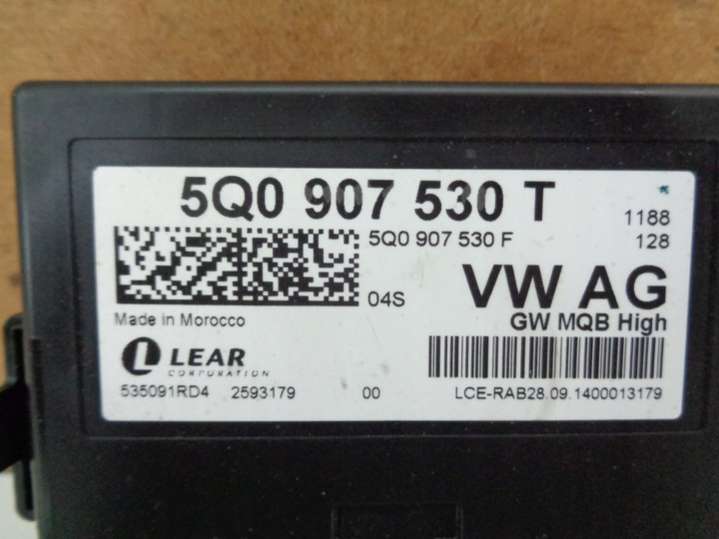 5Q0 907 530 T
1188
5Q0 907 530 F
128
04S
VW AG
Made in Morocco
GW MQB High
LEAR
CORPORATION
535091RD4 2593179 00 LCE-RAB28.09.1400013179